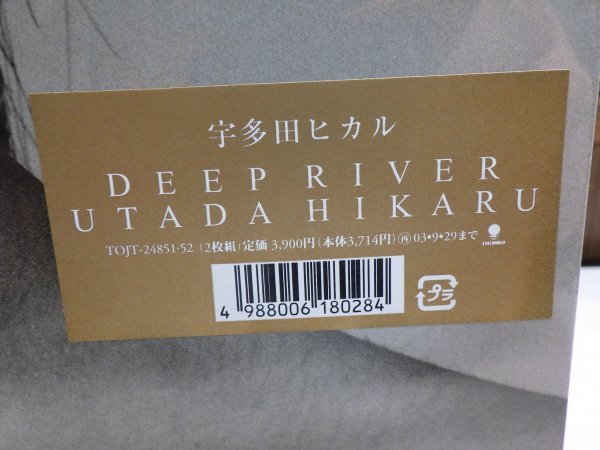 宇多田ヒカル
DEEP RIVER
UTADA HIKARU
TOJT-24851・52 (2枚組) 定価 3,900円(本体3,714円) 再 03・9・29まで
4 988006 180284
プラ